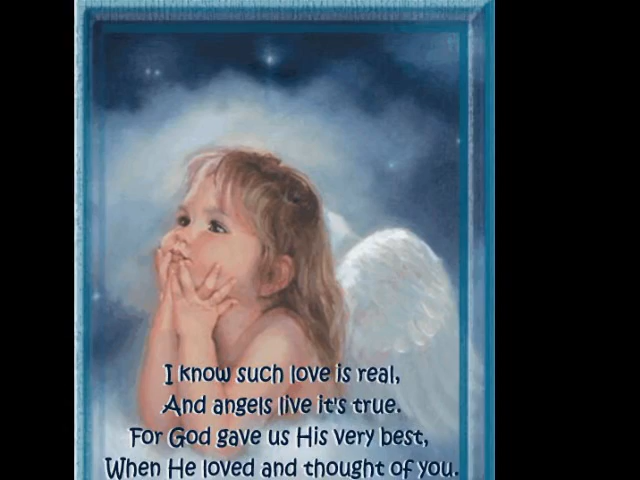 I know such love is real,
And angels live it's true.
For God gave us His very best,
When He loved and thought of you.